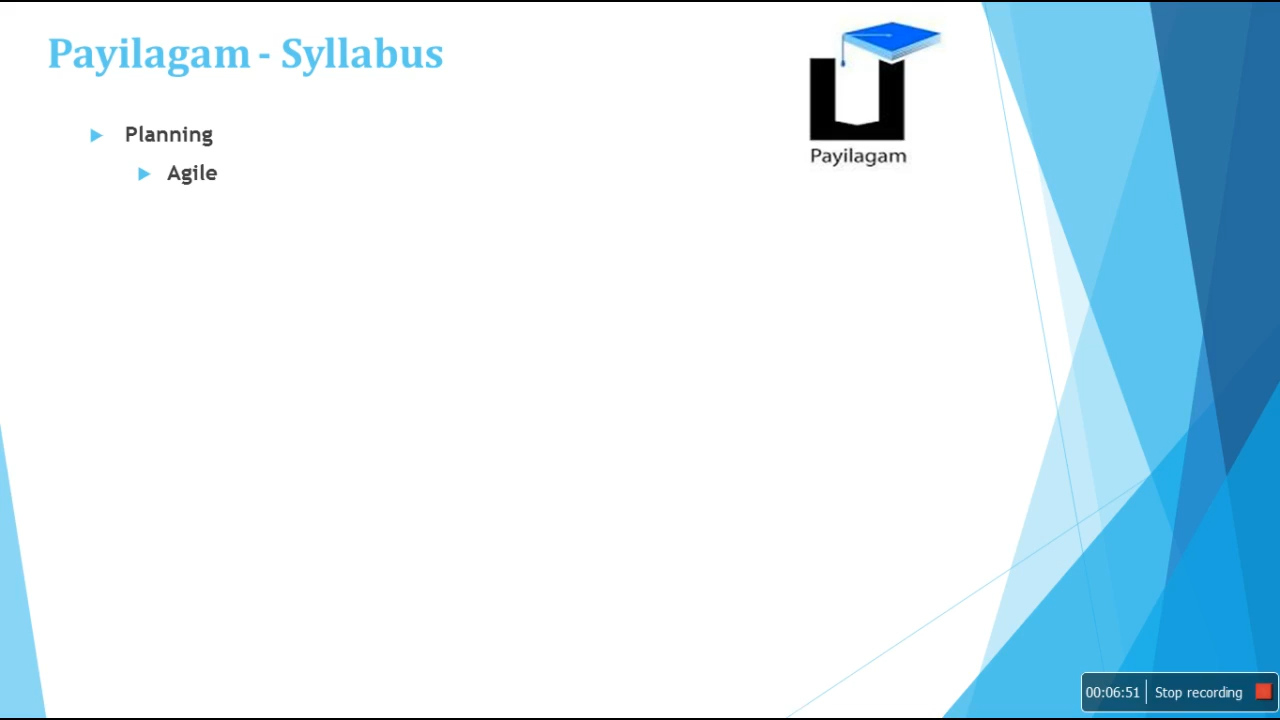 Payilagam - Syllabus
Planning
Agile
Payilagam
00:06:51 Stop recording